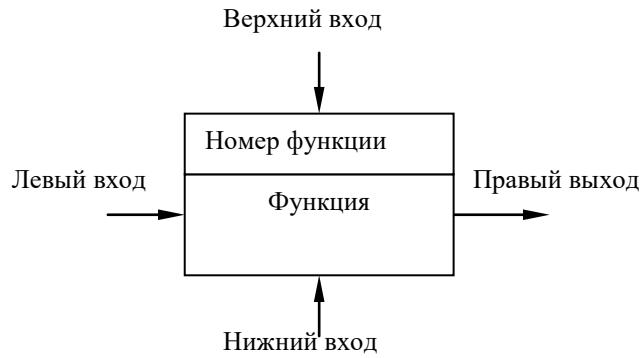 Верхний вход
Номер функции
Левый вход
Правый выход
Функция
Нижний вход